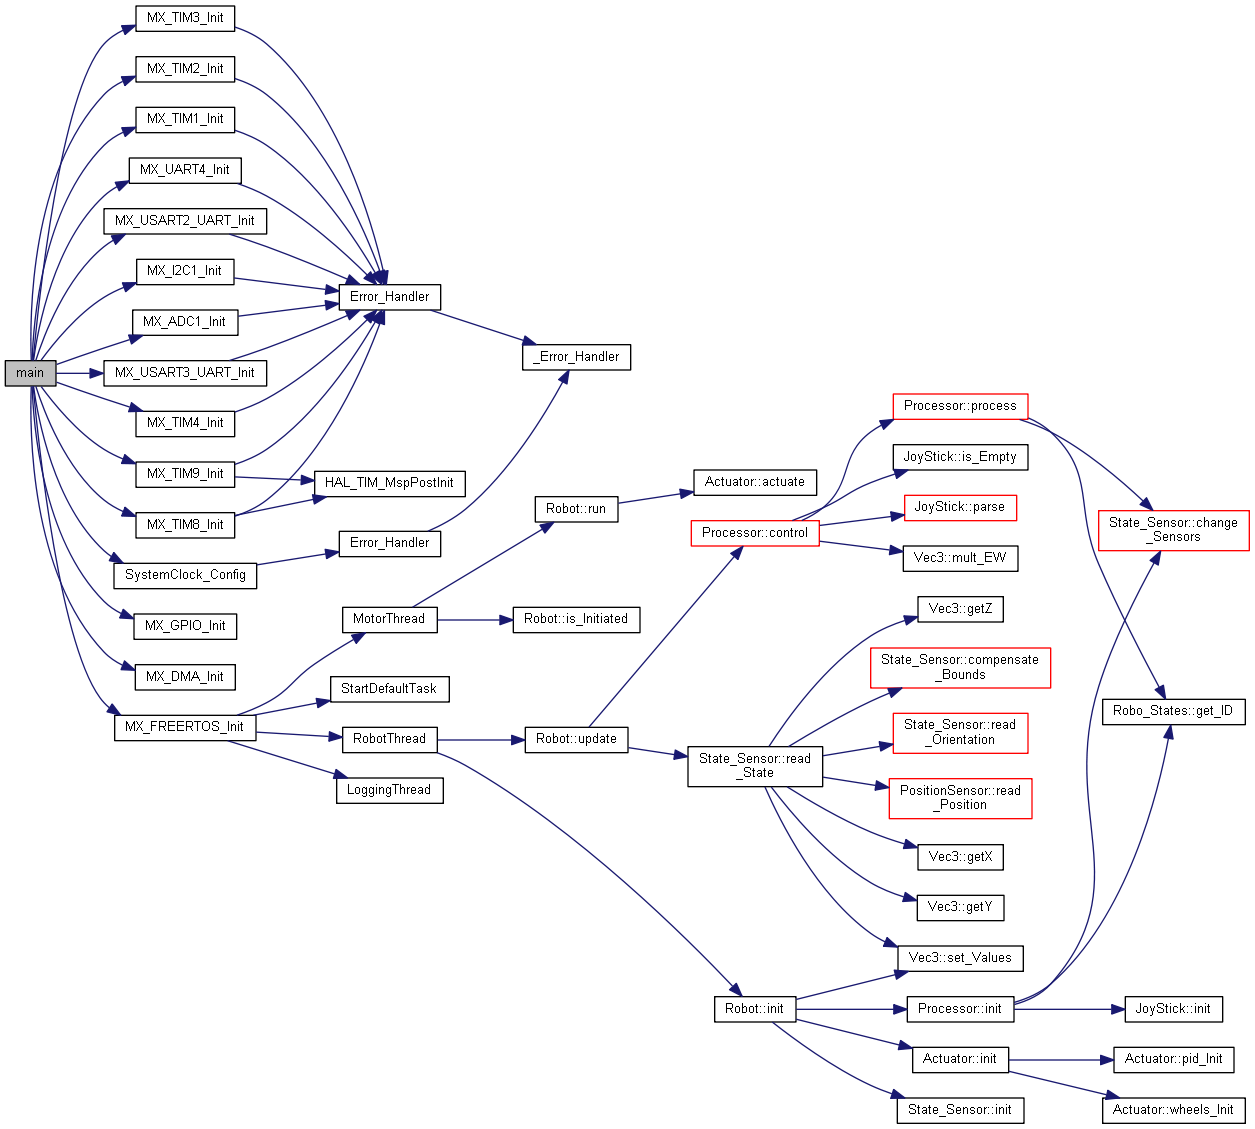 MX_TIM3_Init
MX_TIM2_Init
MX_TIM1_Init
MX_UART4_Init
MX_USART2_UART_Init
MX_I2C1_Init
Error_Handler
MX_ADC1_Init
_Error_Handler
main
MX_USART3_UART_Init
Processor::process
MX_TIM4_Init
JoyStick::is_Empty
MX_TIM9_Init
HAL_TIM_MspPostInit
Actuator::actuate
Robot::run
JoyStick::parse
MX_TIM8_Init
State_Sensor::change
_Sensors
Processor::control
Error_Handler
Vec3::mult_EW
SystemClock_Config
Vec3::getZ
MotorThread
Robot::is_Initiated
MX_GPIO_Init
State_Sensor::compensate
_Bounds
MX_DMA_Init
StartDefaultTask
Robo_States::get_ID
MX_FREERTOS_Init
State_Sensor::read
_Orientation
RobotThread
Robot::update
State_Sensor::read
_State
LoggingThread
PositionSensor::read
_Position
Vec3::getX
Vec3::getY
Vec3::set_Values
Robot::init
Processor::init
JoyStick::init
Actuator::init
Actuator::pid_Init
State_Sensor::init
Actuator::wheels_Init